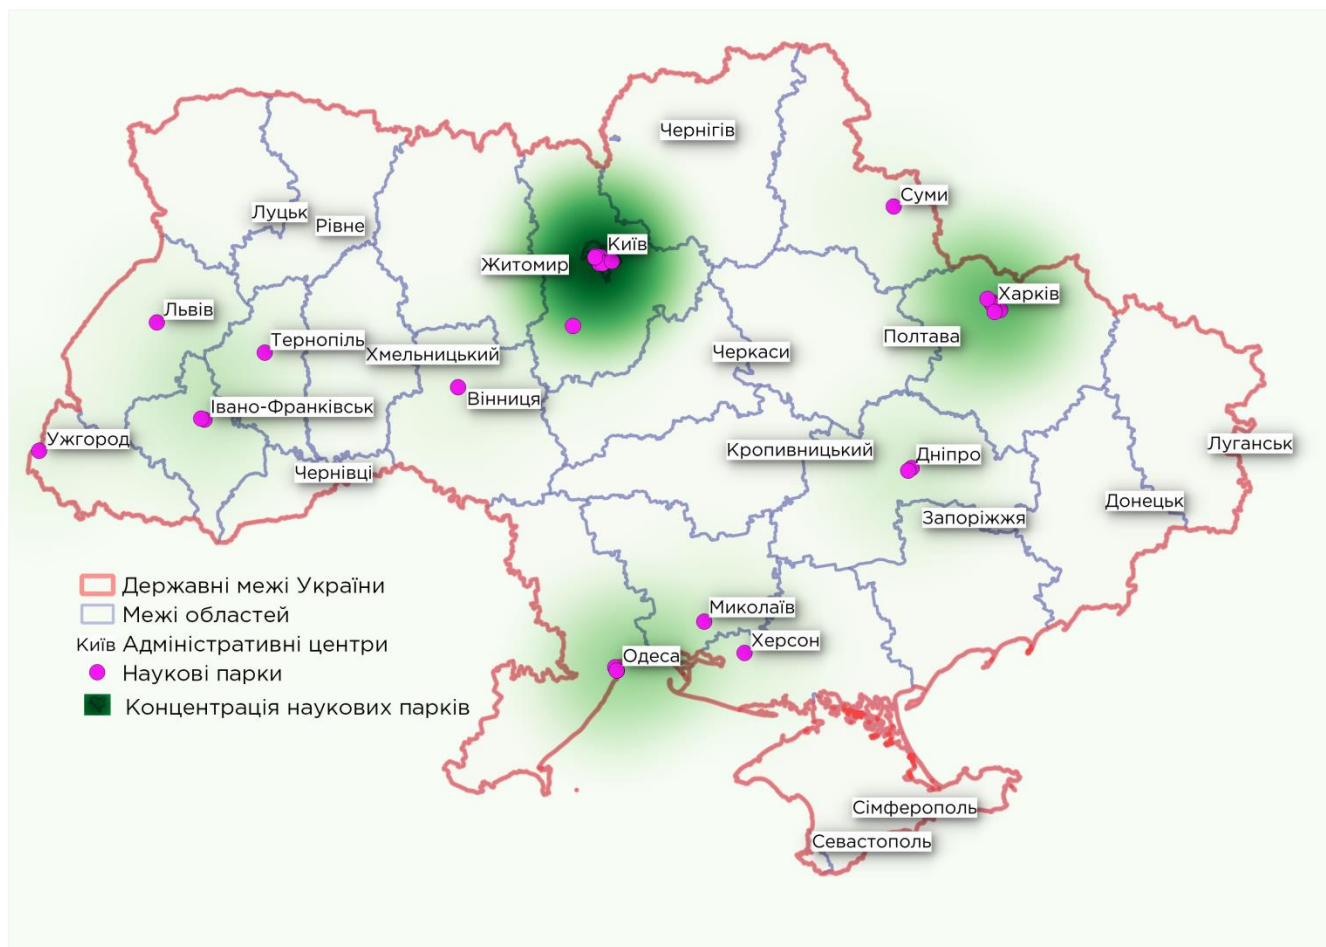 Чернігів
Суми
Луцьк
Рівне
Київ
Житомир
Харків
Львів
Тернопіль
Полтава
Хмельницький
Черкаси
Вінниця
Івано-Франківськ
Ужгород
Луганськ
Кропивницький
Дніпро
Чернівці
Донецьк
Запоріжжя
Миколаїв
Херсон
Одеса
Сімферополь
Севастополь
Державні межі України
Межі областей
Київ Адміністративні центри
Наукові парки
Концентрація наукових парків